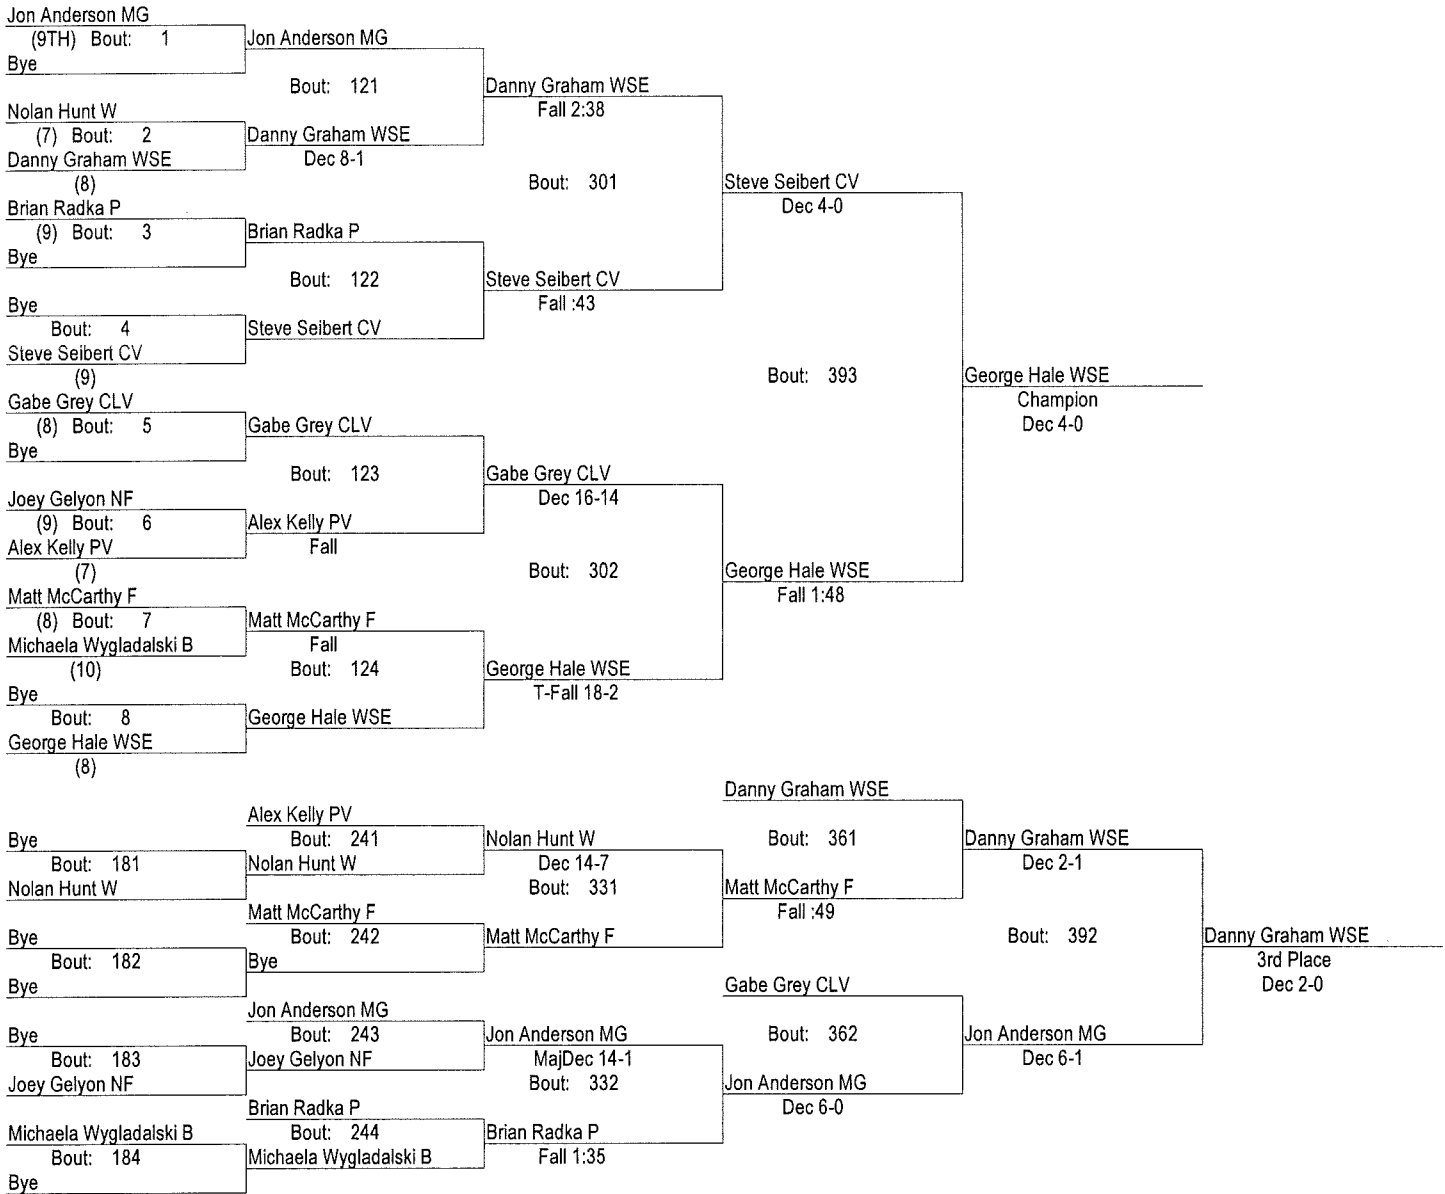 Jon Anderson MG
(9TH) Bout: 1
Bye
Jon Anderson MG
Bout: 121
Nolan Hunt W
(7) Bout: 2
Danny Graham WSE
(8)
Danny Graham WSE
Dec 8-1
Danny Graham WSE
Fall 2:38
Bout: 301
Brian Radka P
(9) Bout: 3
Bye
Brian Radka P
Bout: 122
Bye
Bout: 4
Steve Seibert CV
(9)
Steve Seibert CV
Steve Seibert CV
Fall :43
Steve Seibert CV
Dec 4-0
Bout: 393
George Hale WSE
Champion
Dec 4-0
Gabe Grey CLV
(8) Bout: 5
Bye
Gabe Grey CLV
Bout: 123
Joey Gelyon NF
(9) Bout: 6
Alex Kelly PV
(7)
Alex Kelly PV
Fall
Gabe Grey CLV
Dec 16-14
Bout: 302
Matt McCarthy F
(8) Bout: 7
Michaela Wygladalski B
(10)
Matt McCarthy F
Fall
Bout: 124
Bye
Bout: 8
George Hale WSE
(8)
George Hale WSE
George Hale WSE
T-Fall 18-2
George Hale WSE
Fall 1:48
Bye
Bout: 181
Nolan Hunt W
Alex Kelly PV
Bout: 241
Nolan Hunt W
Nolan Hunt W
Dec 14-7
Bout: 331
Bye
Bout: 182
Bye
Matt McCarthy F
Bout: 242
Bye
Matt McCarthy F
Danny Graham WSE
Bout: 361
Matt McCarthy F
Fall :49
Danny Graham WSE
Dec 2-1
Bout: 392
Danny Graham WSE
3rd Place
Dec 2-0
Bye
Bout: 183
Joey Gelyon NF
Jon Anderson MG
Bout: 243
Joey Gelyon NF
Jon Anderson MG
MajDec 14-1
Bout: 332
Michaela Wygladalski B
Bout: 184
Bye
Brian Radka P
Bout: 244
Michaela Wygladalski B
Brian Radka P
Fall 1:35
Gabe Grey CLV
Bout: 362
Jon Anderson MG
Dec 6-0
Jon Anderson MG
Dec 6-1